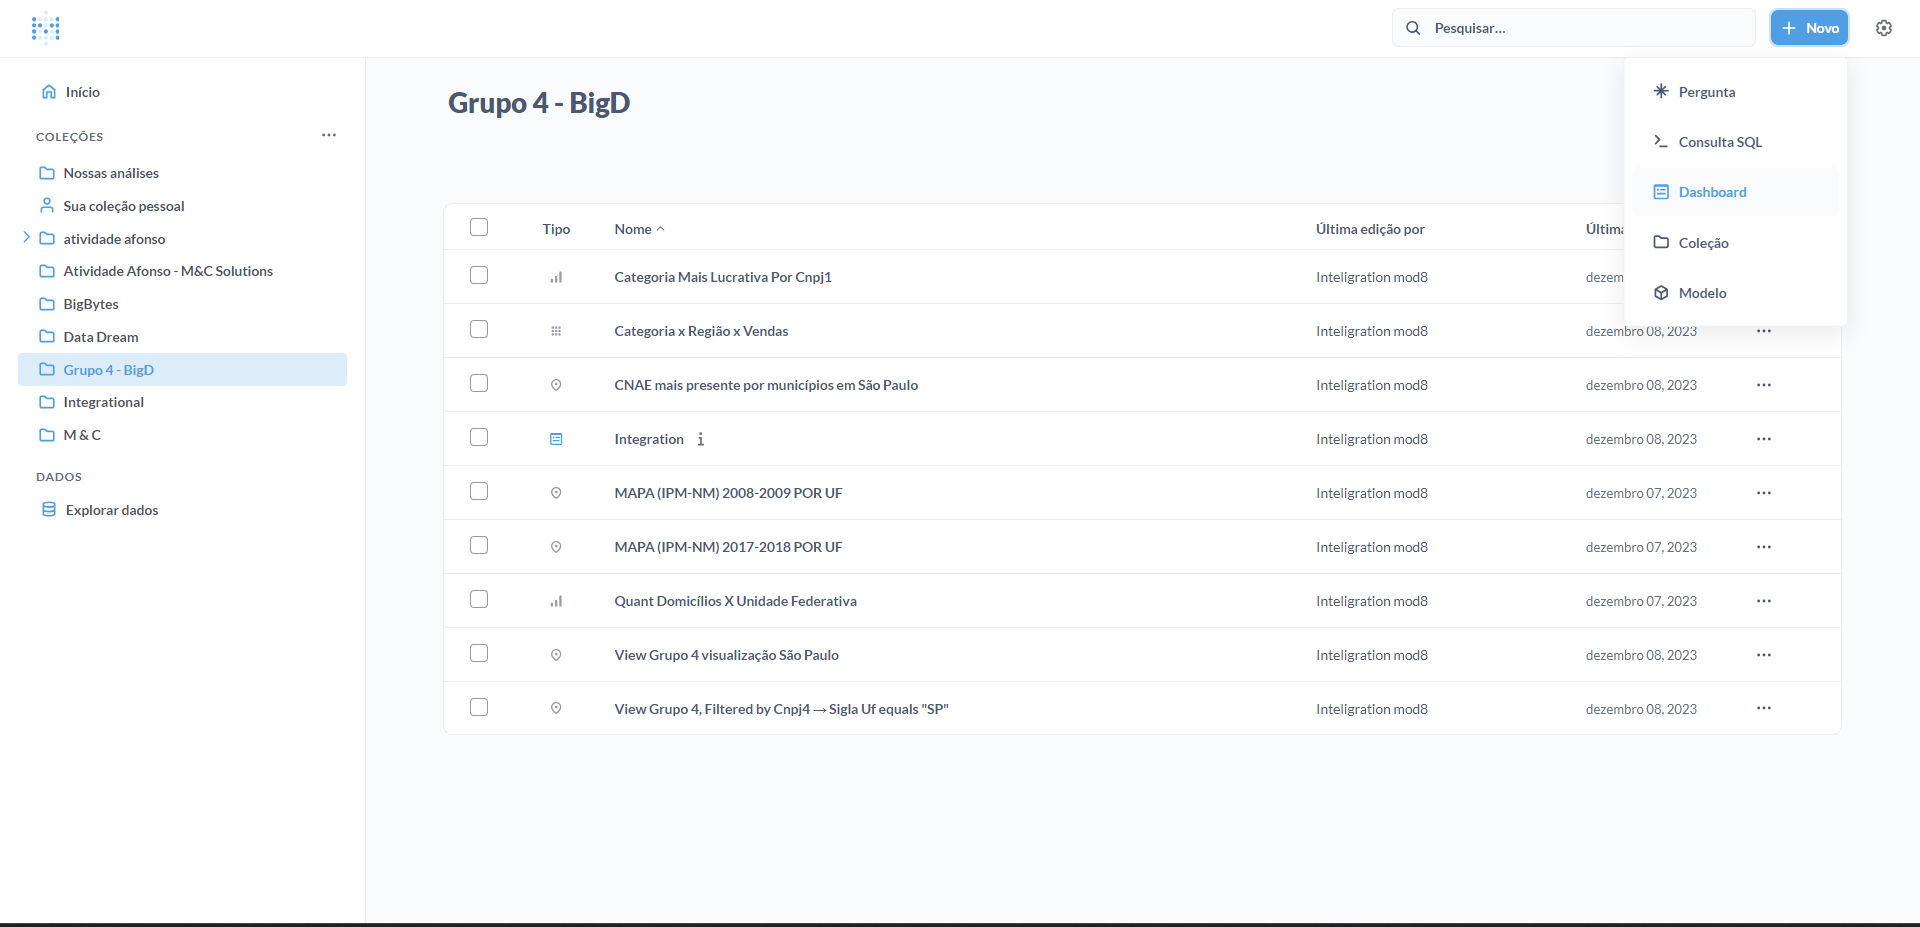 Pesquisar...
Novo
Início
COLEÇÕES
Nossas análises
Sua coleção pessoal
atividade afonso
Atividade Afonso - M&C Solutions
BigBytes
Data Dream
Grupo 4 - BigD
Integrational
M & C
DADOS
Explorar dados
Grupo 4 - BigD
Pergunta
Consulta SQL
Dashboard
Coleção
Modelo
Tipo Nome Última edição por Última
Categoria Mais Lucrativa Por Cnpj1 Inteligration mod8 dezem
Categoria x Região x Vendas Inteligration mod8 dezembro 08, 2023
CNAE mais presente por municípios em São Paulo Inteligration mod8 dezembro 08, 2023
Integration Inteligration mod8 dezembro 08, 2023
MAPA (IPM-NM) 2008-2009 POR UF Inteligration mod8 dezembro 07, 2023
MAPA (IPM-NM) 2017-2018 POR UF Inteligration mod8 dezembro 07, 2023
Quant Domicílios X Unidade Federativa Inteligration mod8 dezembro 07, 2023
View Grupo 4 visualização São Paulo Inteligration mod8 dezembro 08, 2023
View Grupo 4, Filtered by Cnpj4 → Sigla Uf equals "SP" Inteligration mod8 dezembro 08, 2023